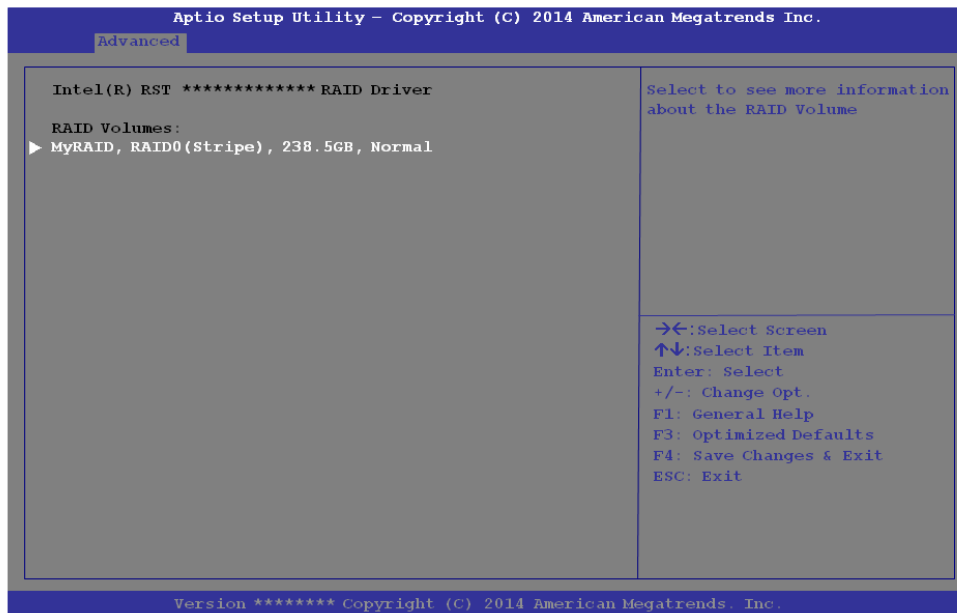 Aptio Setup Utility – Copyright (C) 2014 American Megatrends Inc.
Advanced
Intel(R) RST ************* RAID Driver
RAID Volumes:
▶ MyRAID, RAID0(Stripe), 238.5GB, Normal
Select to see more information
about the RAID Volume
→←:Select Screen
↑↓:Select Item
Enter: Select
+/-: Change Opt.
F1: General Help
F3: Optimized Defaults
F4: Save Changes & Exit
ESC: Exit
Version ******** Copyright (C) 2014 American Megatrends. Inc.